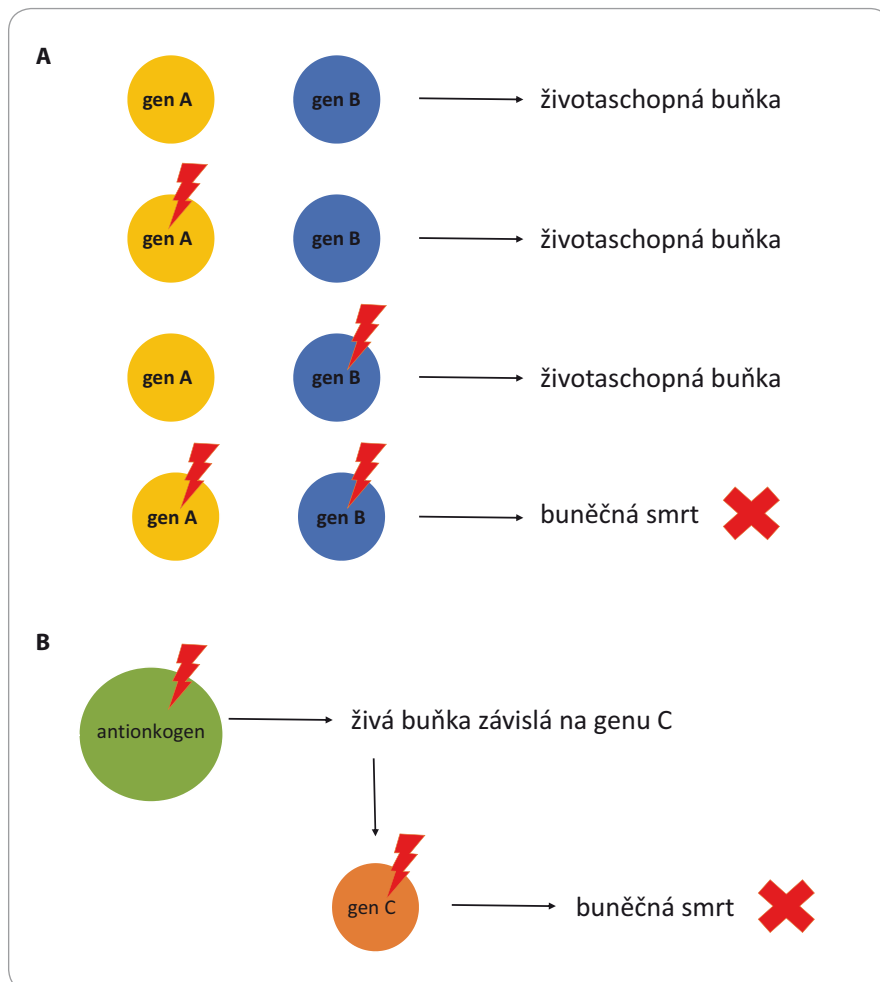 A
gen A gen B životaschopná buňka
gen A gen B životaschopná buňka
gen A gen B životaschopná buňka
gen A gen B buněčná smrt
B
antionkogen živá buňka závislá na genu C
gen C buněčná smrt